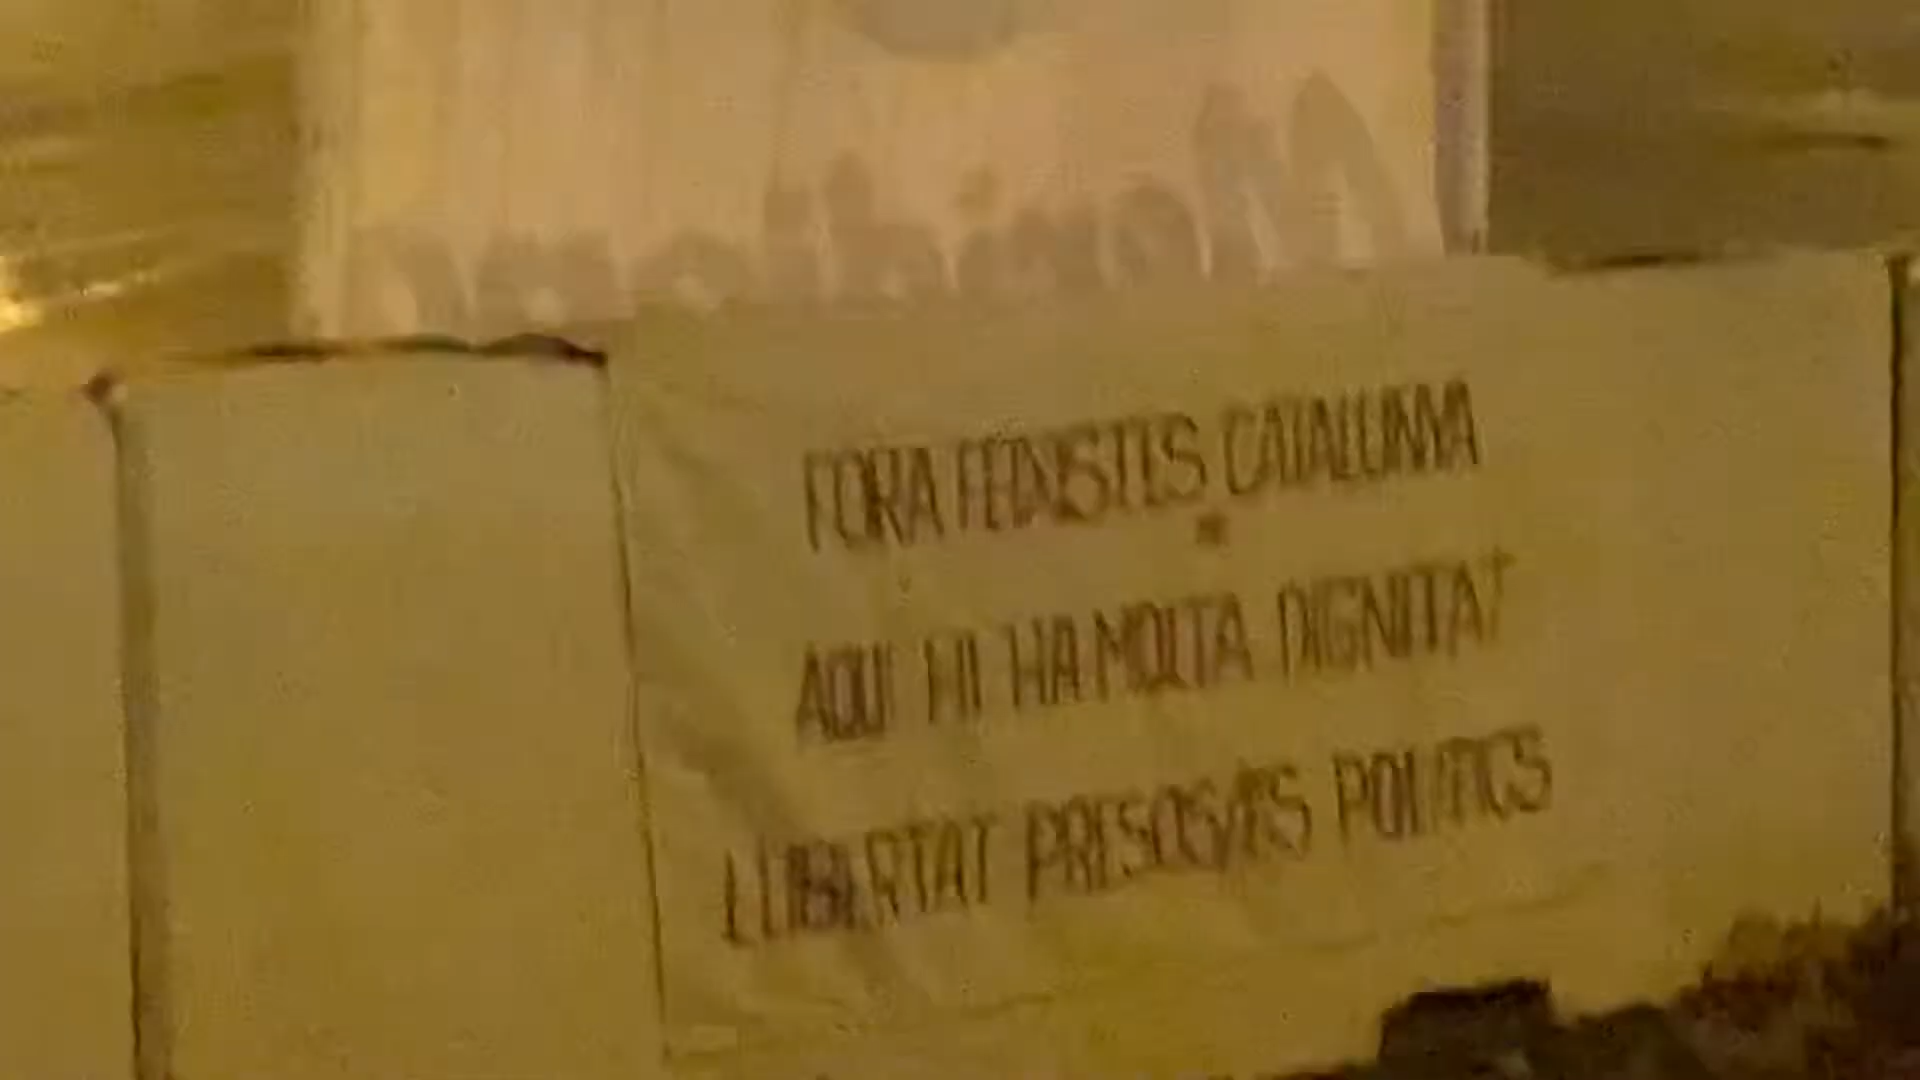 FORA FEIXISTES CATALUNYA
AQUI HI HA MOLTA DIGNITAT
LLIBERTAT PRESOS/ES POLITICS